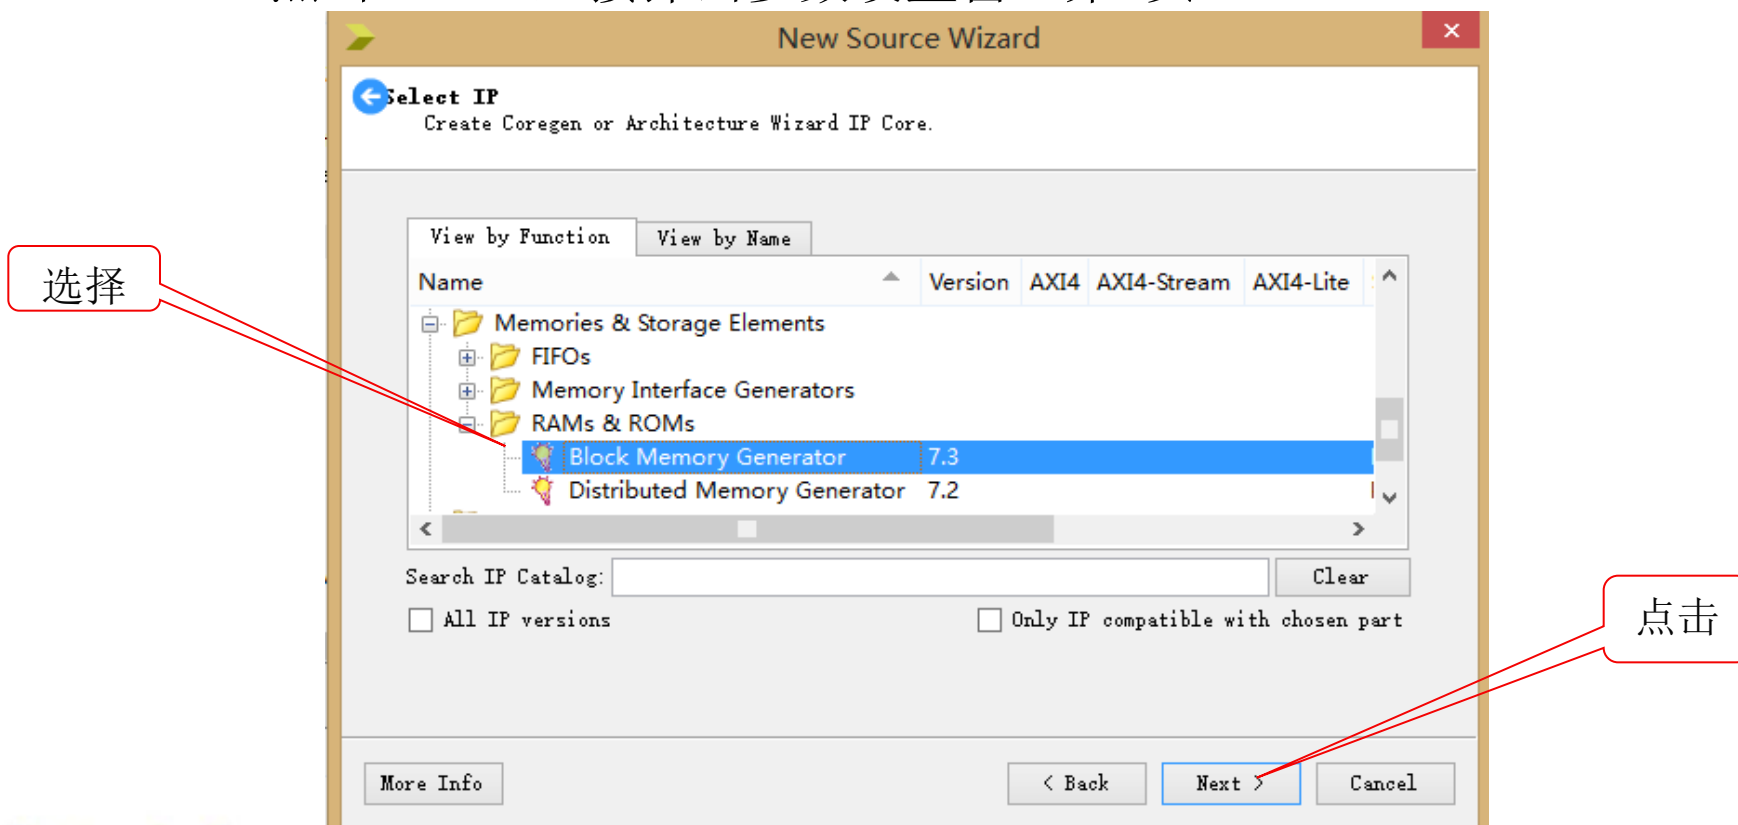 New Source Wizard
Select IP
Create Coregen or Architecture Wizard IP Core.
View by Function
View by Name
选择
Name
Version
AXI4
AXI4-Stream
AXI4-Lite
Memories & Storage Elements
FIFOs
Memory Interface Generators
RAMs & ROMs
Block Memory Generator
7.3
Distributed Memory Generator
7.2
Search IP Catalog:
Clear
All IP versions
Only IP compatible with chosen part
点击
More Info
< Back
Next >
Cancel